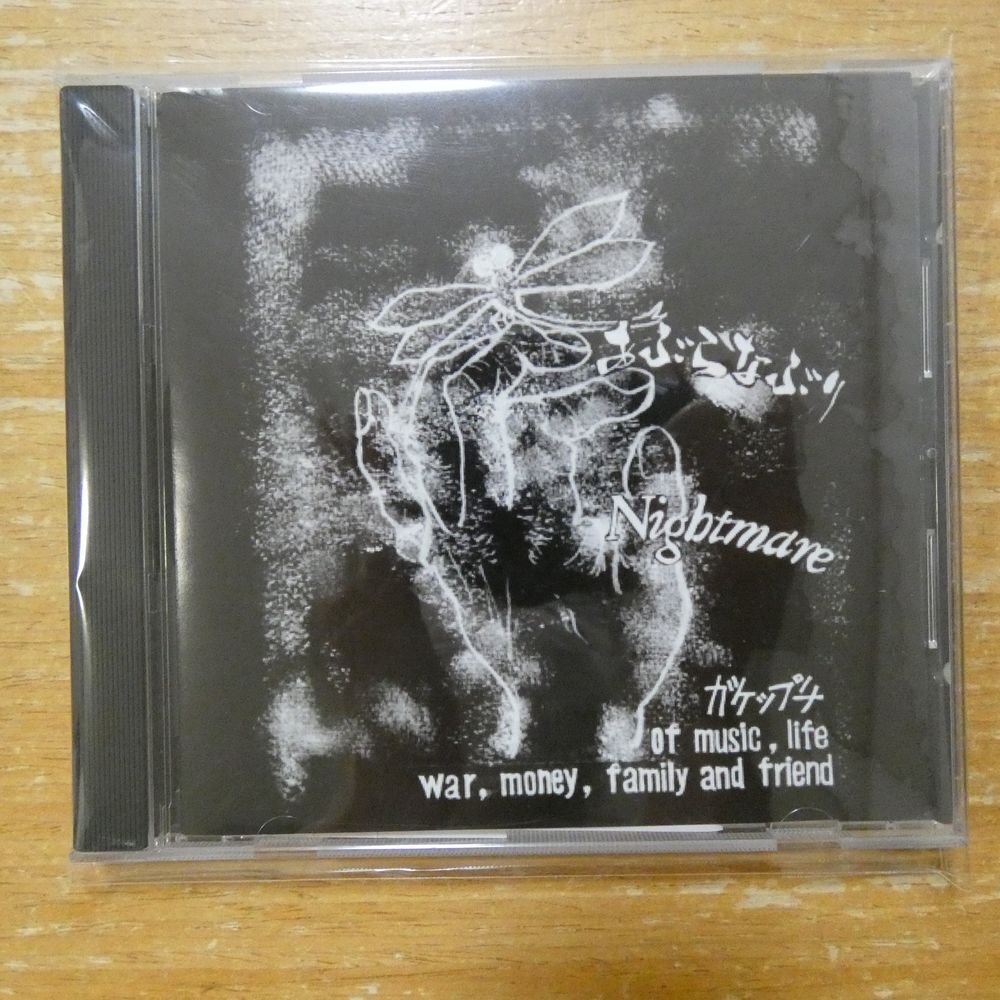 あぶらなぶり
Nightmare
ガケップチ
of music, life
war, money, family and friend